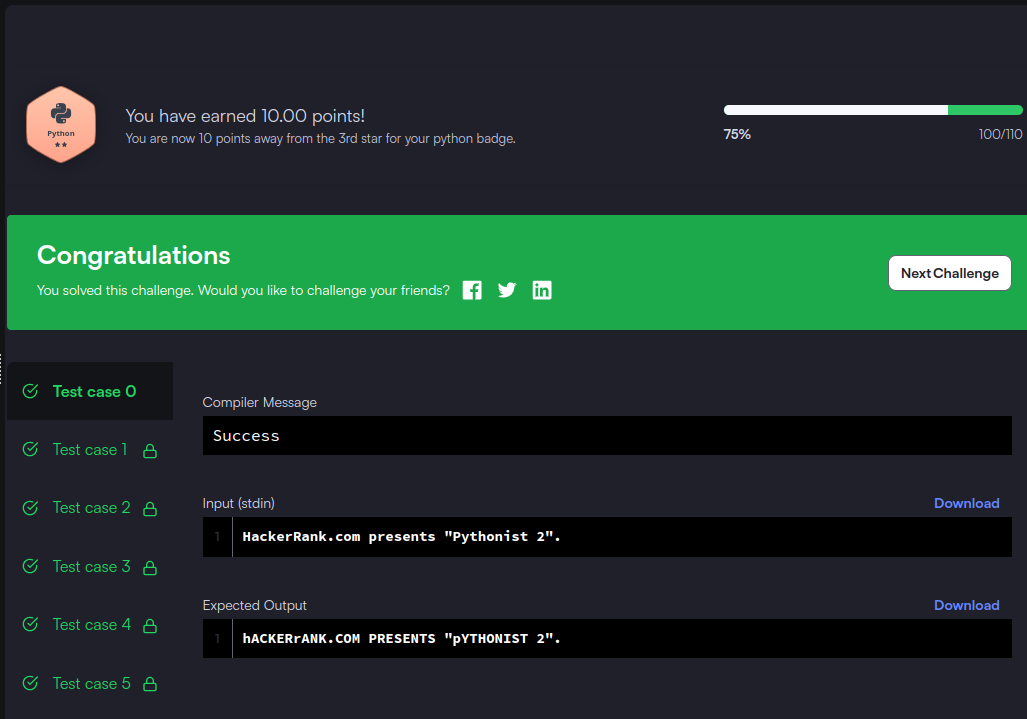 Python
You have earned 10.00 points!
You are now 10 points away from the 3rd star for your python badge.
75%
100/110
Congratulations
You solved this challenge. Would you like to challenge your friends?
Next Challenge
Test case 0
Test case 1
Test case 2
Test case 3
Test case 4
Test case 5
Compiler Message
Success
Input (stdin)
Download
1 HackerRank.com presents "Pythonist 2".
Expected Output
Download
1 hACKERrANK.COM PRESENTS "pYTHONIST 2".